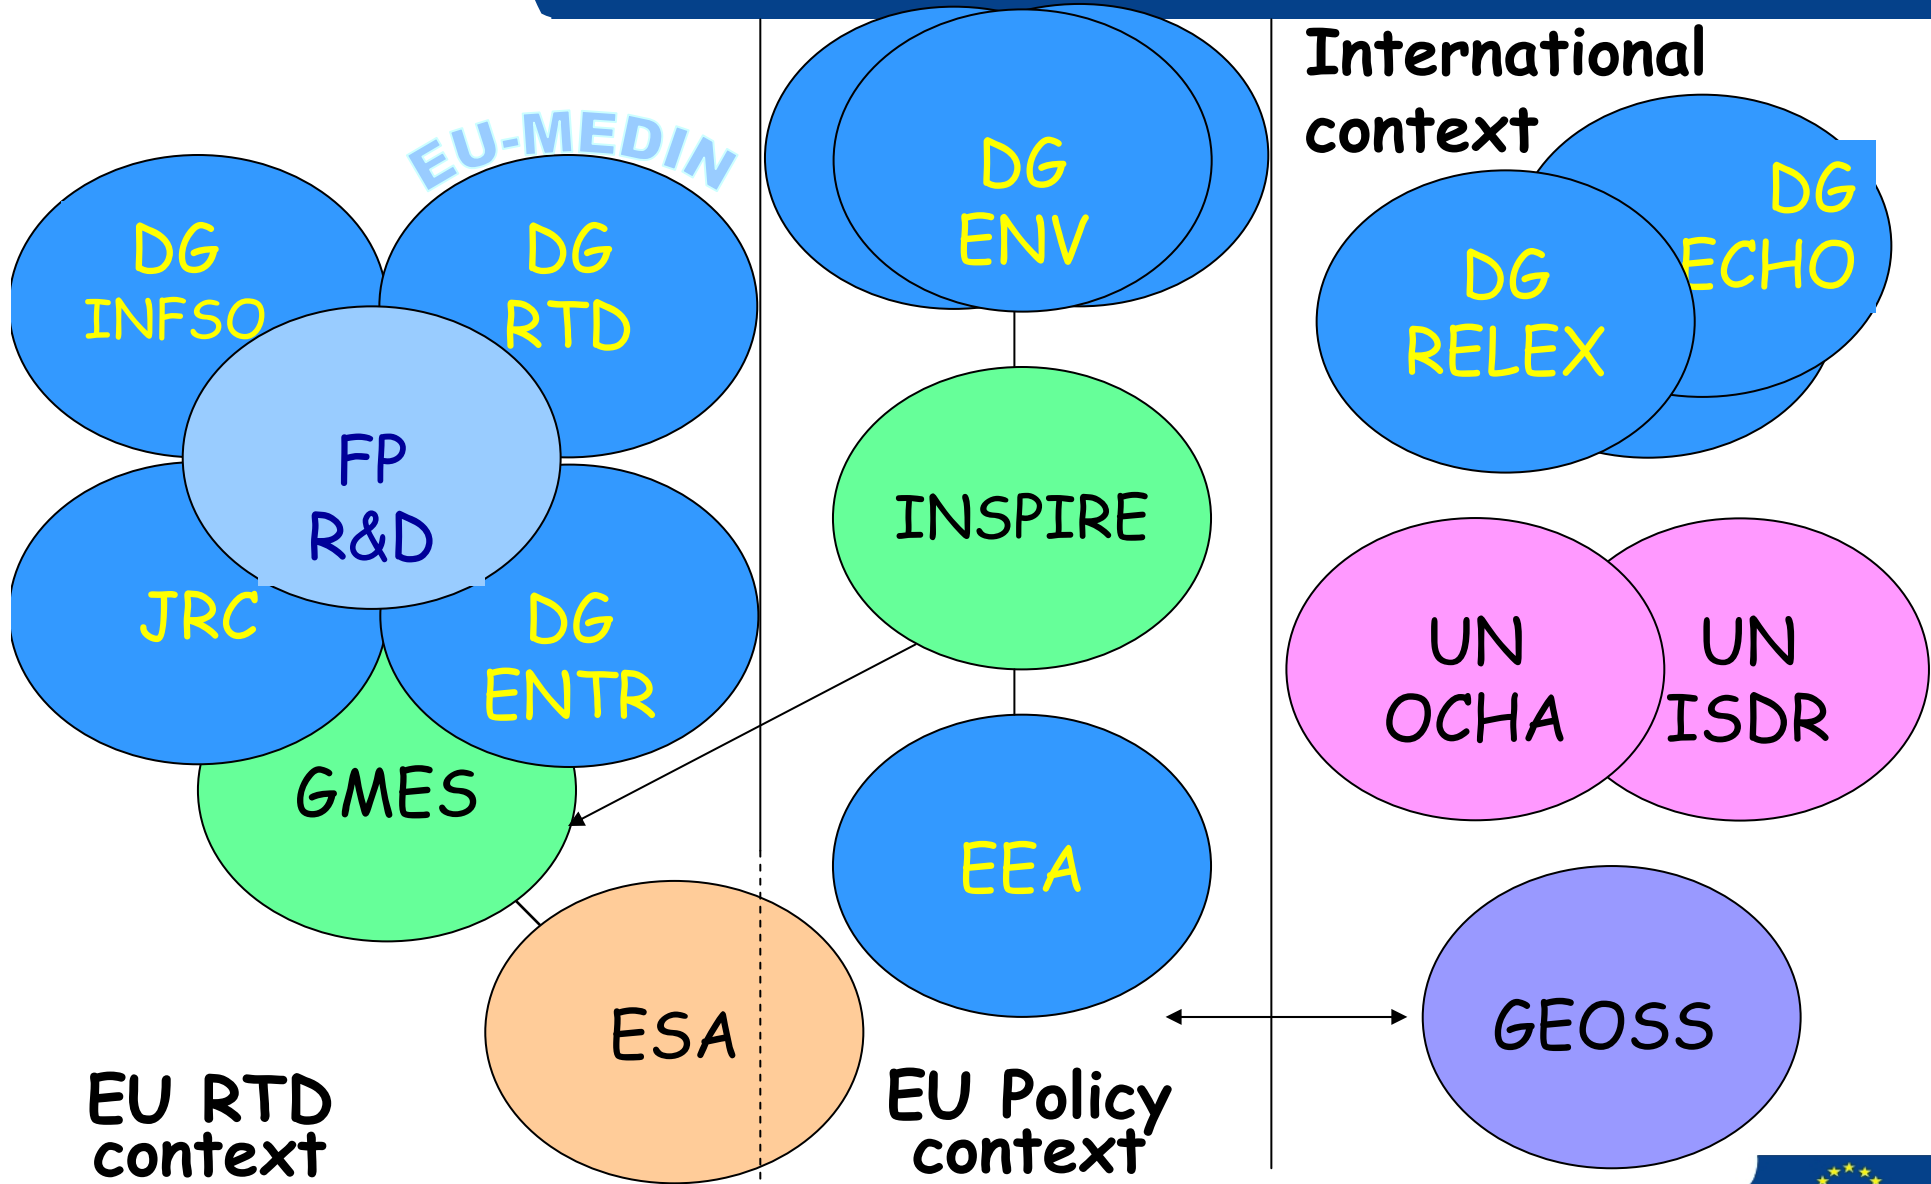 EU-MEDIN
DG
INFSO
DG
RTD
FP
R&D
JRC
DG
ENTR
GMES
ESA
EU RTD
context
DG
ENV
INSPIRE
EEA
EU Policy
context
International
context
DG
ECHO
DG
RELEX
UN
OCHA
UN
ISDR
GEOSS